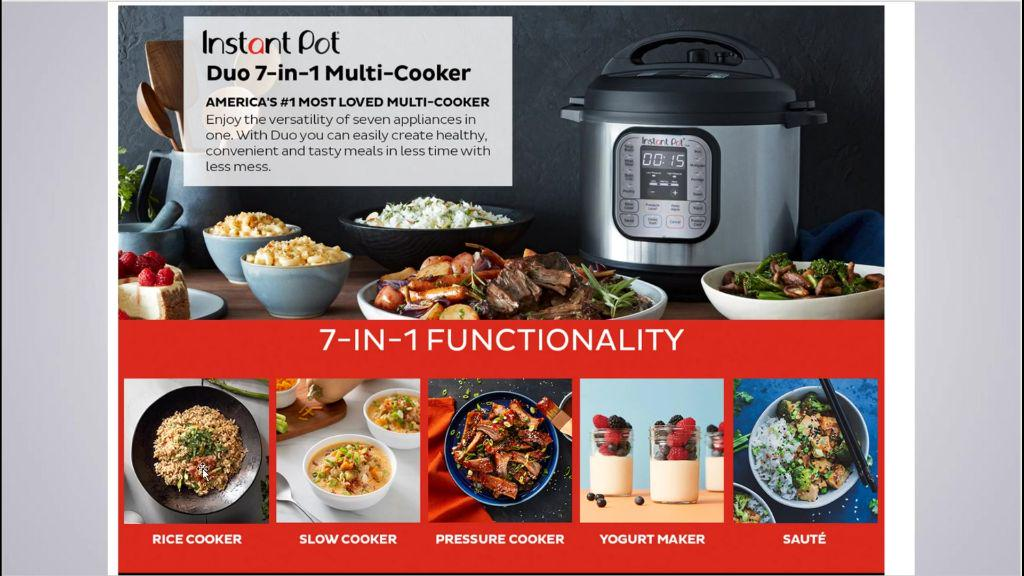 Instant Pot
Duo 7-in-1 Multi-Cooker
AMERICA'S #1 MOST LOVED MULTI-COOKER
Enjoy the versatility of seven appliances in
one. With Duo you can easily create healthy,
convenient and tasty meals in less time with
less mess.
Instant Pot
00:15
7-IN-1 FUNCTIONALITY
RICE COOKER
SLOW COOKER
PRESSURE COOKER
YOGURT MAKER
SAUTÉ